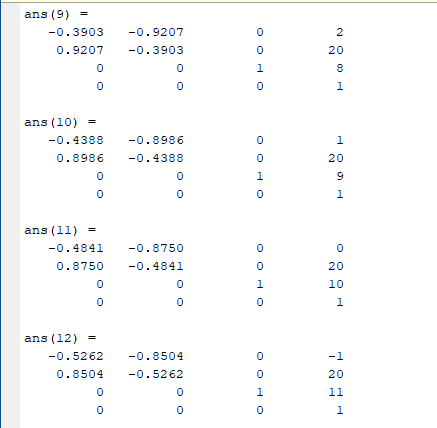 ans(9) =
-0.3903 -0.9207 0 2
0.9207 -0.3903 0 20
0 0 1 8
0 0 0 1
ans(10) =
-0.4388 -0.8986 0 1
0.8986 -0.4388 0 20
0 0 1 9
0 0 0 1
ans(11) =
-0.4841 -0.8750 0 0
0.8750 -0.4841 0 20
0 0 1 10
0 0 0 1
ans(12) =
-0.5262 -0.8504 0 -1
0.8504 -0.5262 0 20
0 0 1 11
0 0 0 1